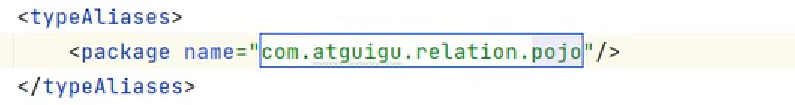 <typeAliases>
<package name="com.atguigu.relation.pojo"/>
</typeAliases>